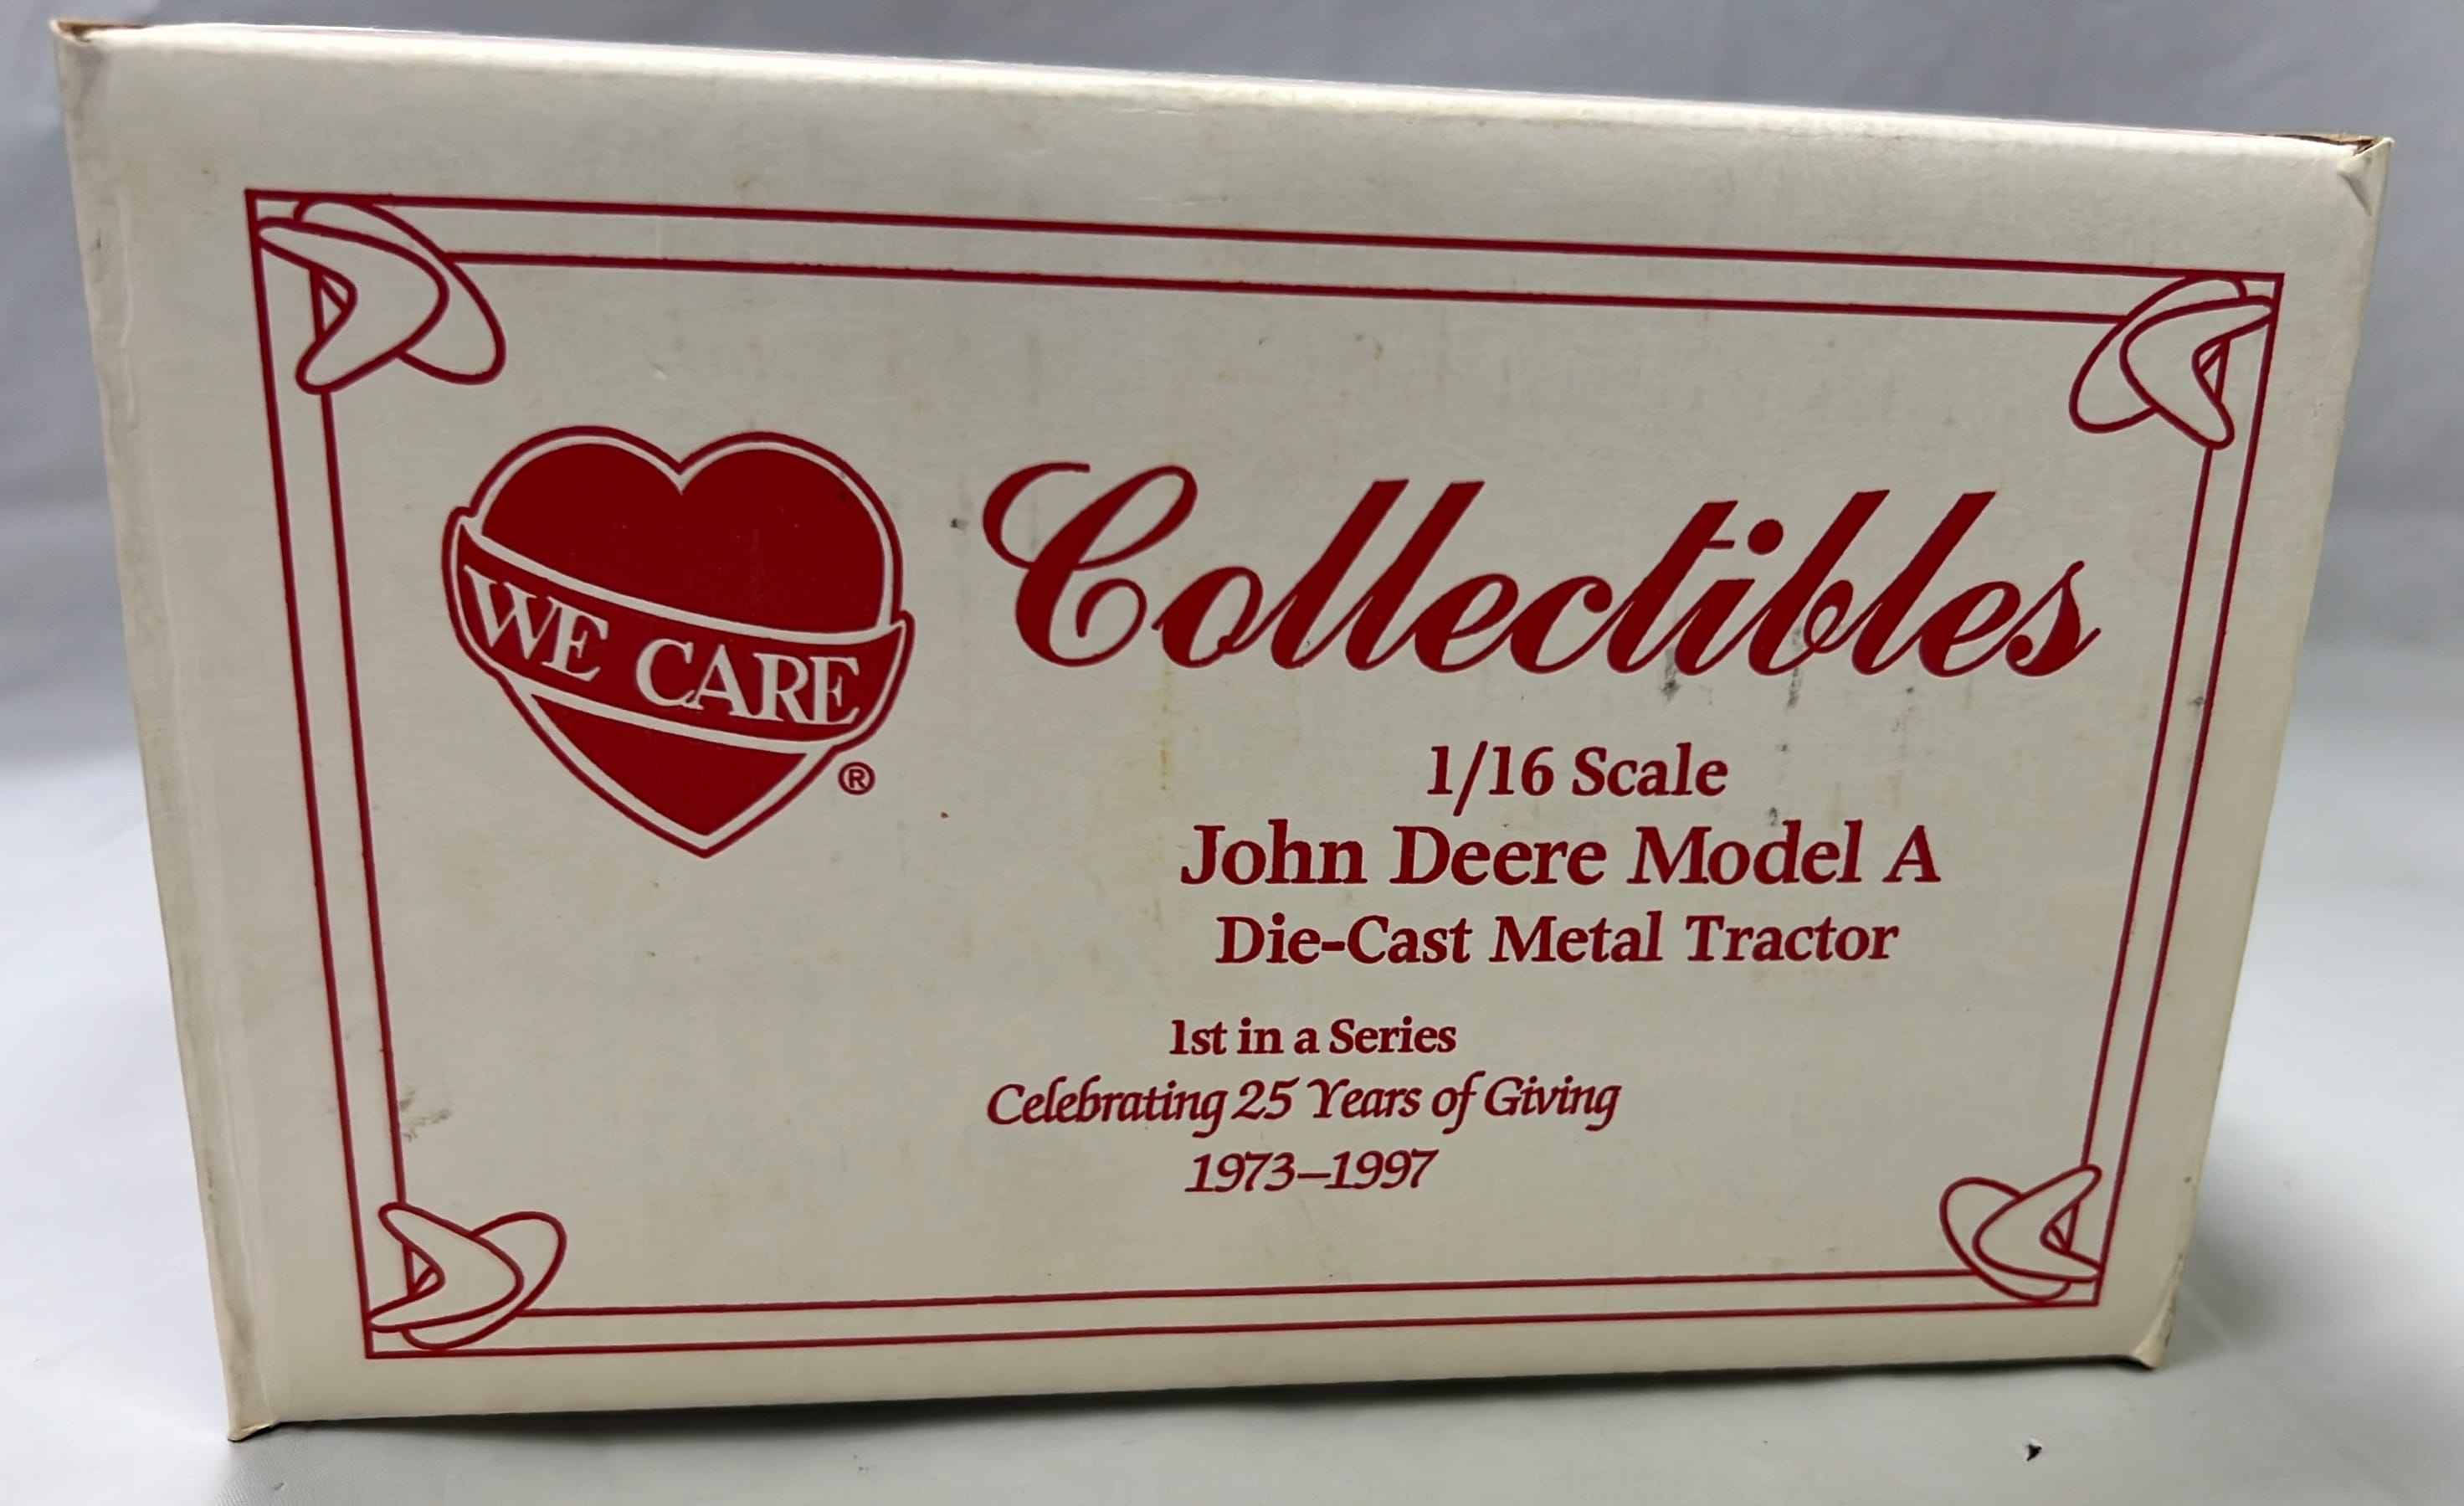 WE CARE
®
Collectibles
1/16 Scale
John Deere Model A
Die-Cast Metal Tractor
1st in a Series
Celebrating 25 Years of Giving
1973–1997